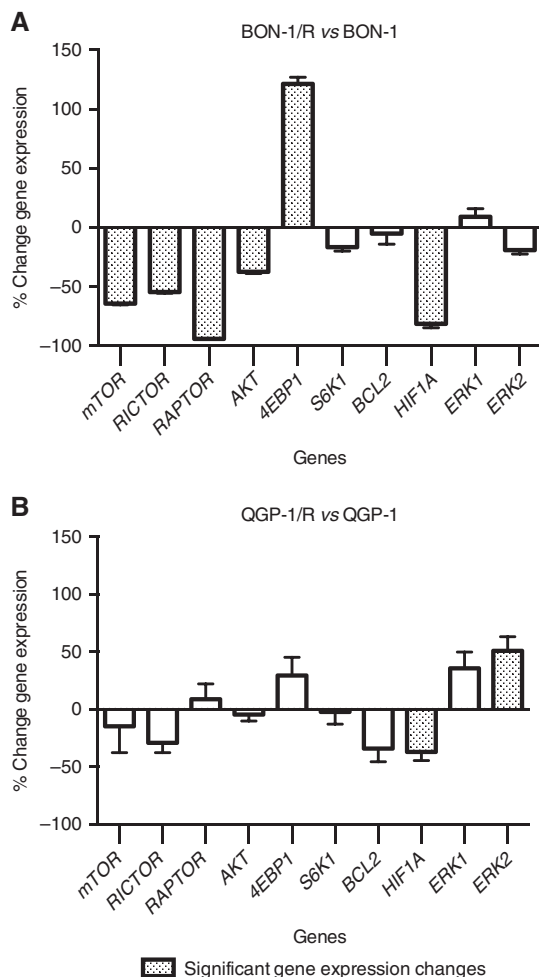 A
BON-1/R vs BON-1
% Change gene expression
150
100
50
0
−50
−100
mTOR
RICTOR
RAPTOR
AKT
4EBP1
S6K1
BCL2
HIF1A
ERK1
ERK2
Genes
B
QGP-1/R vs QGP-1
% Change gene expression
150
100
50
0
−50
−100
mTOR
RICTOR
RAPTOR
AKT
4EBP1
S6K1
BCL2
HIF1A
ERK1
ERK2
Genes
Significant gene expression changes